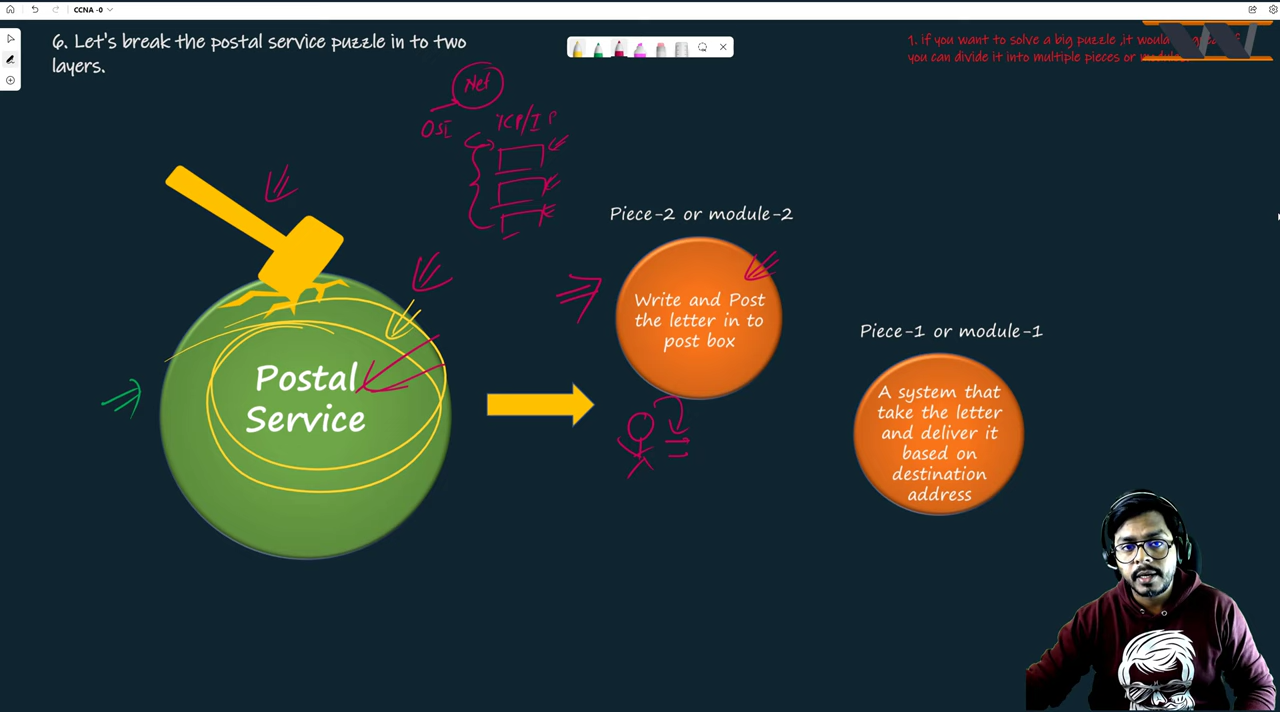 CCNA -0
6. Let's break the postal service puzzle in to two
layers.
1. if you want to solve a big puzzle ,it would
you can divide it into multiple pieces or
Net
OSI
TCP/IP
Piece-2 or module-2
Write and Post
the letter in to
post box
Piece-1 or module-1
A system that
take the letter
and deliver it
based on
destination
address
Postal
Service